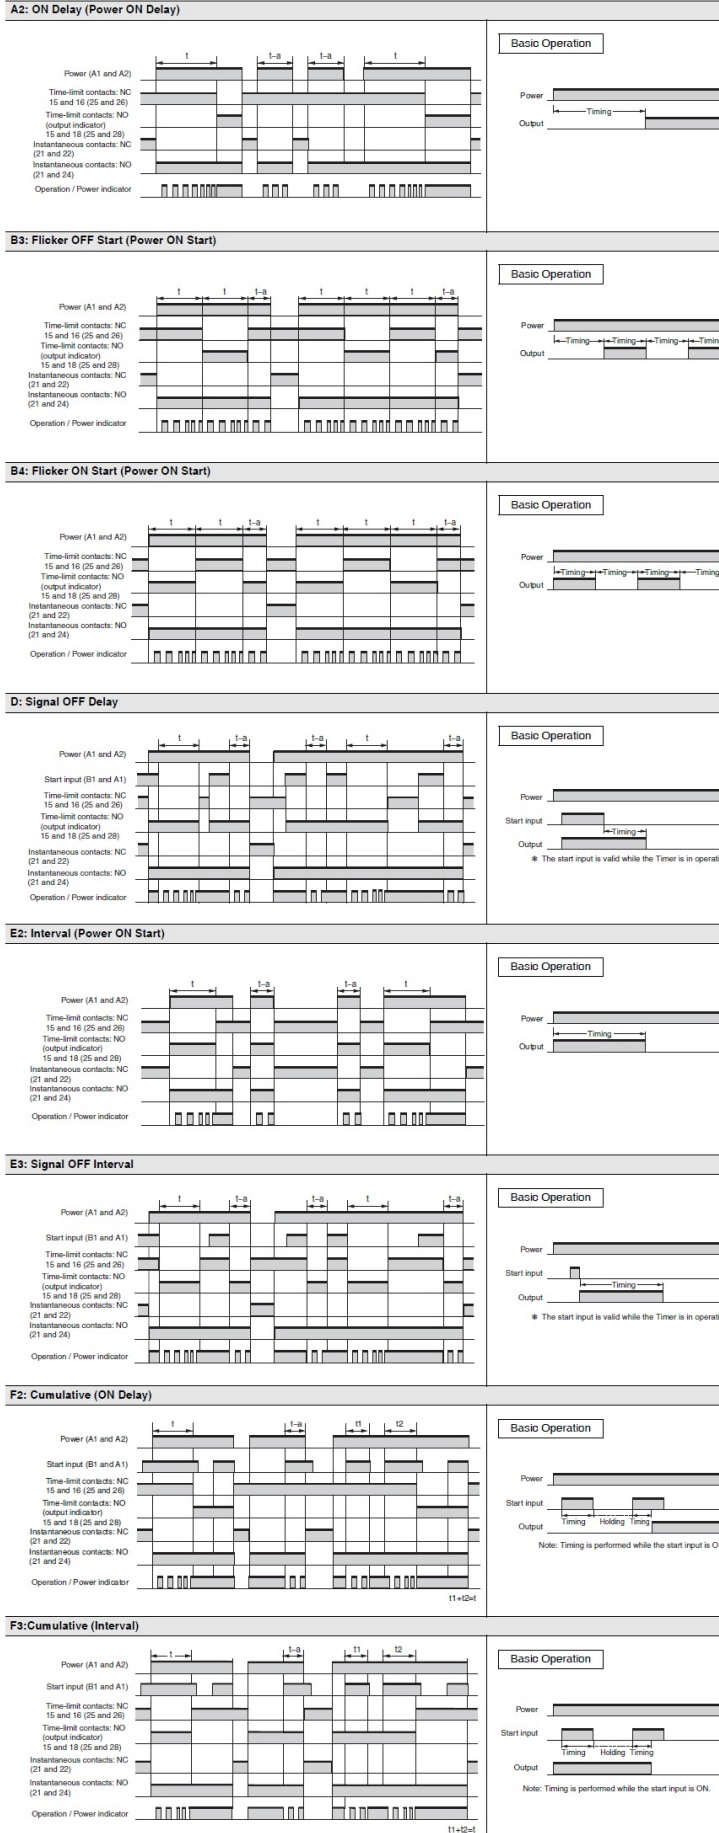 A2: ON Delay (Power ON Delay)
Basic Operation
t
t–a
t–a
t
Power (A1 and A2)
Time-limit contacts: NC
15 and 16 (25 and 26)
Time-limit contacts: NO
(output indicator)
15 and 18 (25 and 28)
Instantaneous contacts: NC
(21 and 22)
Instantaneous contacts: NO
(21 and 24)
Operation / Power indicator
Power
Timing
Output
B3: Flicker OFF Start (Power ON Start)
Basic Operation
t
t
t–a
t
t
t
t–a
Power (A1 and A2)
Time-limit contacts: NC
15 and 16 (25 and 26)
Time-limit contacts: NO
(output indicator)
15 and 18 (25 and 28)
Instantaneous contacts: NC
(21 and 22)
Instantaneous contacts: NO
(21 and 24)
Operation / Power indicator
Power
Timing Timing Timing Timing
Output
B4: Flicker ON Start (Power ON Start)
Basic Operation
t
t
t–a
t
t
t
t–a
Power (A1 and A2)
Time-limit contacts: NC
15 and 16 (25 and 26)
Time-limit contacts: NO
(output indicator)
15 and 18 (25 and 28)
Instantaneous contacts: NC
(21 and 22)
Instantaneous contacts: NO
(21 and 24)
Operation / Power indicator
Power
Timing Timing Timing Timing
Output
D: Signal OFF Delay
Basic Operation
t
t–a
t–a
t
t–a
Power (A1 and A2)
Start input (B1 and A1)
Time-limit contacts: NC
15 and 16 (25 and 26)
Time-limit contacts: NO
(output indicator)
15 and 18 (25 and 28)
Instantaneous contacts: NC
(21 and 22)
Instantaneous contacts: NO
(21 and 24)
Operation / Power indicator
Power
Start input
Timing
Output
* The start input is valid while the Timer is in operati
E2: Interval (Power ON Start)
Basic Operation
t
t–a
t–a
t
Power (A1 and A2)
Time-limit contacts: NC
15 and 16 (25 and 26)
Time-limit contacts: NO
(output indicator)
15 and 18 (25 and 28)
Instantaneous contacts: NC
(21 and 22)
Instantaneous contacts: NO
(21 and 24)
Operation / Power indicator
Power
Timing
Output
E3: Signal OFF Interval
Basic Operation
t
t–a
t–a
t
t–a
Power (A1 and A2)
Start input (B1 and A1)
Time-limit contacts: NC
15 and 16 (25 and 26)
Time-limit contacts: NO
(output indicator)
15 and 18 (25 and 28)
Instantaneous contacts: NC
(21 and 22)
Instantaneous contacts: NO
(21 and 24)
Operation / Power indicator
Power
Start input
Timing
Output
* The start input is valid while the Timer is in operati
F2: Cumulative (ON Delay)
Basic Operation
t
t–a
t1
t2
Power (A1 and A2)
Start input (B1 and A1)
Time-limit contacts: NC
15 and 16 (25 and 26)
Time-limit contacts: NO
(output indicator)
15 and 18 (25 and 28)
Instantaneous contacts: NC
(21 and 22)
Instantaneous contacts: NO
(21 and 24)
Operation / Power indicator
t1+t2=t
Power
Start input
Timing Holding Timing
Output
Note: Timing is performed while the start input is O
F3:Cumulative (Interval)
Basic Operation
t
t–a
t1
t2
Power (A1 and A2)
Start input (B1 and A1)
Time-limit contacts: NC
15 and 16 (25 and 26)
Time-limit contacts: NO
(output indicator)
15 and 18 (25 and 28)
Instantaneous contacts: NC
(21 and 22)
Instantaneous contacts: NO
(21 and 24)
Operation / Power indicator
t1+t2=t
Power
Start input
Timing Holding Timing
Output
Note: Timing is performed while the start input is ON.